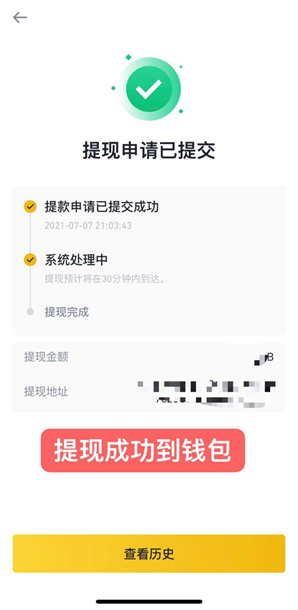 提现申请已提交
提款申请已提交成功
2021-07-07 21:03:43
系统处理中
提现预计将在30分钟内到达。
提现完成
提现金额 B
提现地址
提现成功到钱包
查看历史